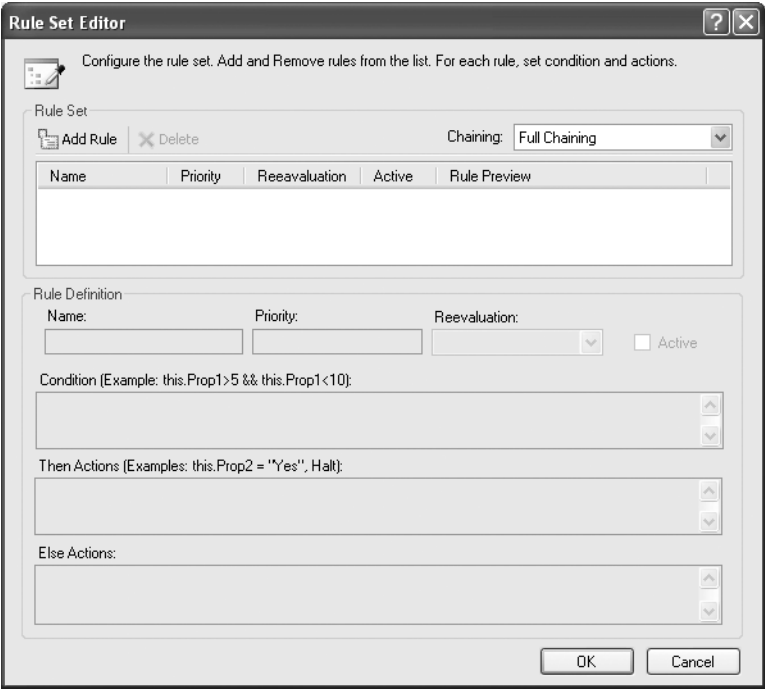 Rule Set Editor
Configure the rule set. Add and Remove rules from the list. For each rule, set condition and actions.
Rule Set
Add Rule Delete Chaining: Full Chaining
Name Priority Reeavaluation Active Rule Preview
Rule Definition
Name: Priority: Reevaluation:
Active
Condition (Example: this.Prop1>5 && this.Prop1<10):
Then Actions (Examples: this.Prop2 = "Yes", Halt):
Else Actions:
OK Cancel